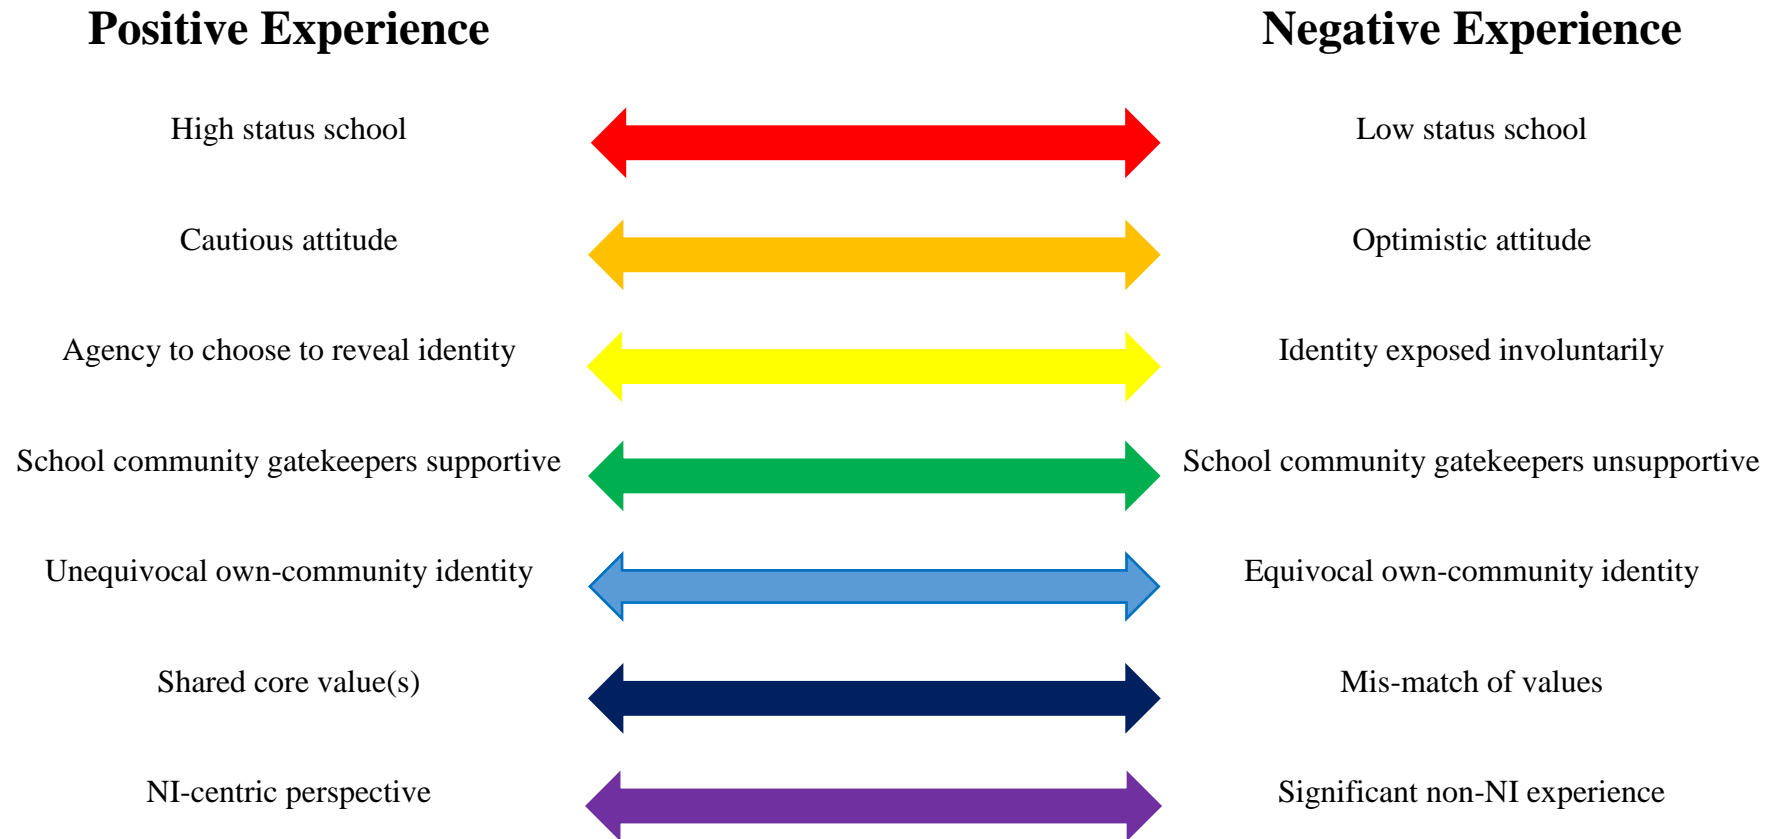 Positive Experience
Negative Experience
High status school
Low status school
Cautious attitude
Optimistic attitude
Agency to choose to reveal identity
Identity exposed involuntarily
School community gatekeepers supportive
School community gatekeepers unsupportive
Unequivocal own-community identity
Equivocal own-community identity
Shared core value(s)
Mis-match of values
NI-centric perspective
Significant non-NI experience